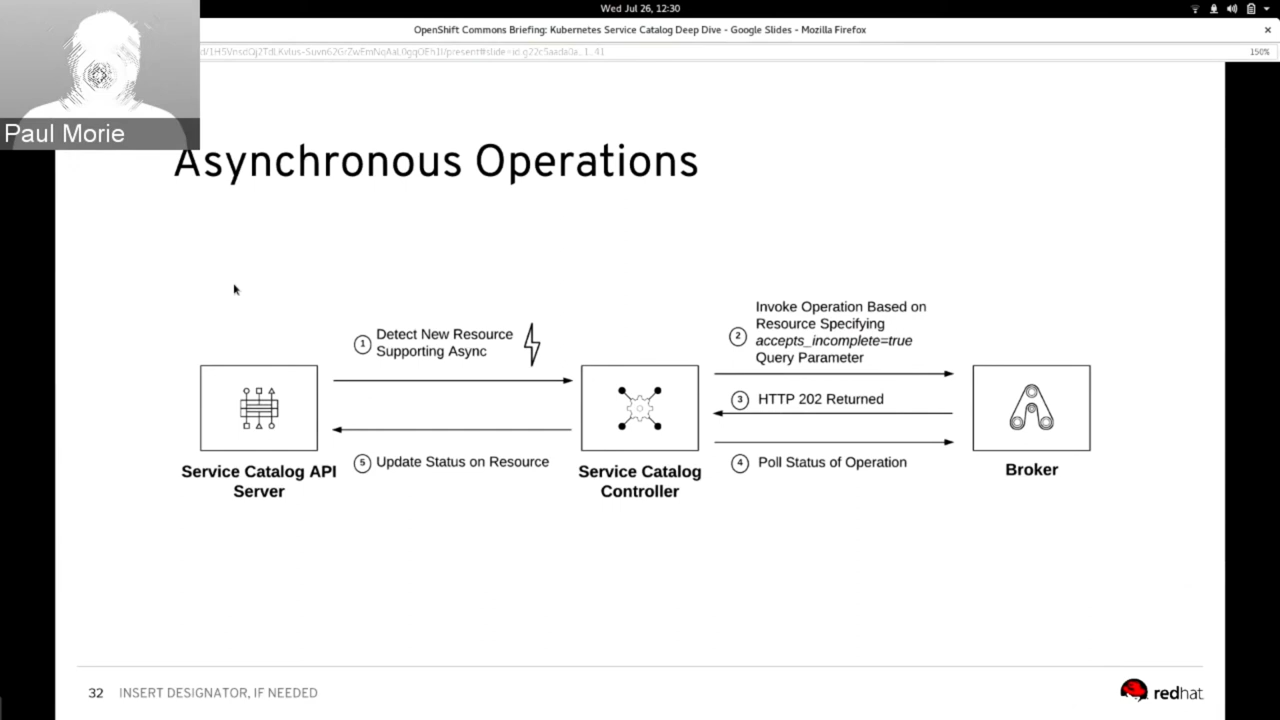 Wed Jul 26, 12:30
OpenShift Commons Briefing: Kubernetes Service Catalog Deep Dive - Google Slides - Mozilla Firefox
150%
Paul Morie
Asynchronous Operations
1 Detect New Resource
Supporting Async
2 Invoke Operation Based on
Resource Specifying
accepts_incomplete=true
Query Parameter
3 HTTP 202 Returned
5 Update Status on Resource
4 Poll Status of Operation
Service Catalog API
Server
Service Catalog
Controller
Broker
32 INSERT DESIGNATOR, IF NEEDED
redhat